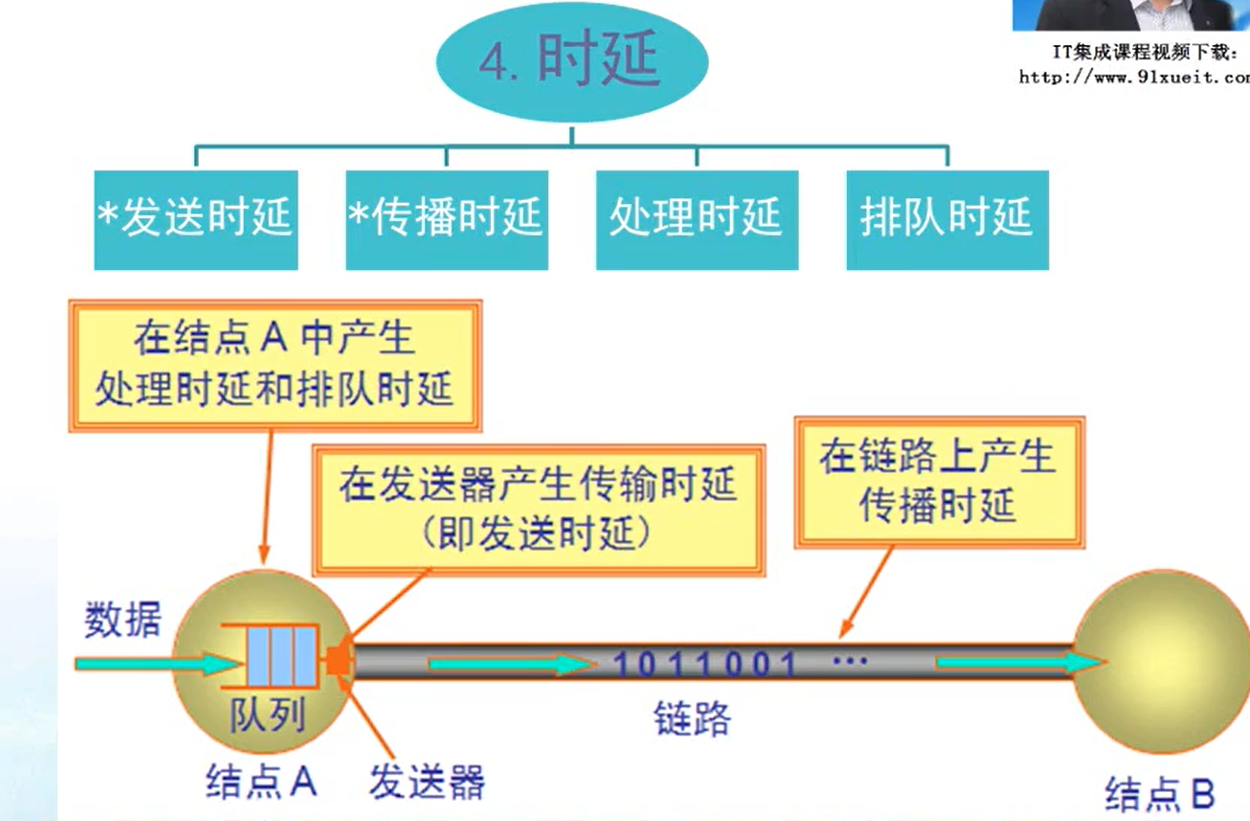 IT集成课程视频下载:
http://www.91xueit.com
4. 时延
*发送时延
*传播时延
处理时延
排队时延
在结点A中产生
处理时延和排队时延
在发送器产生传输时延
(即发送时延)
在链路上产生
传播时延
数据
1011001 …
队列
链路
结点A
发送器
结点B